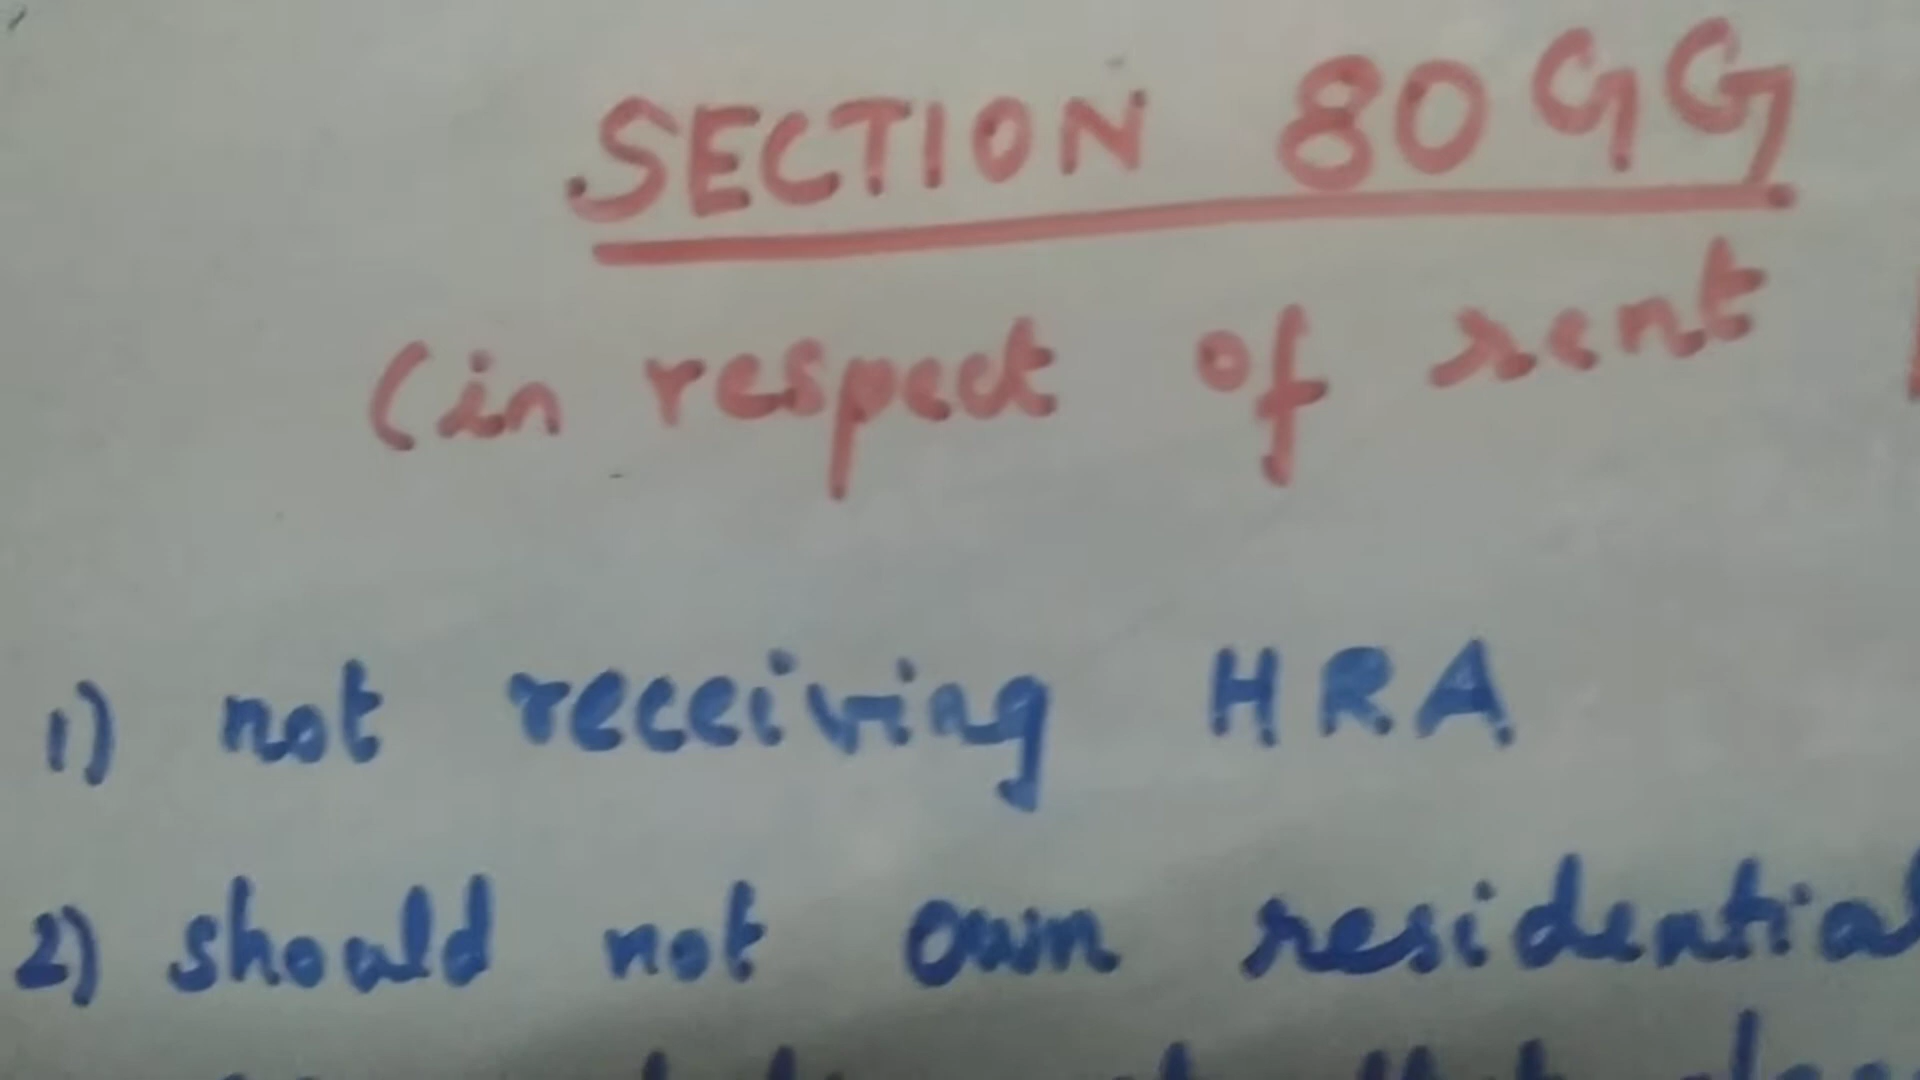 SECTION 80GG
(in respect of rent
1) not receiving HRA
2) should not own residential